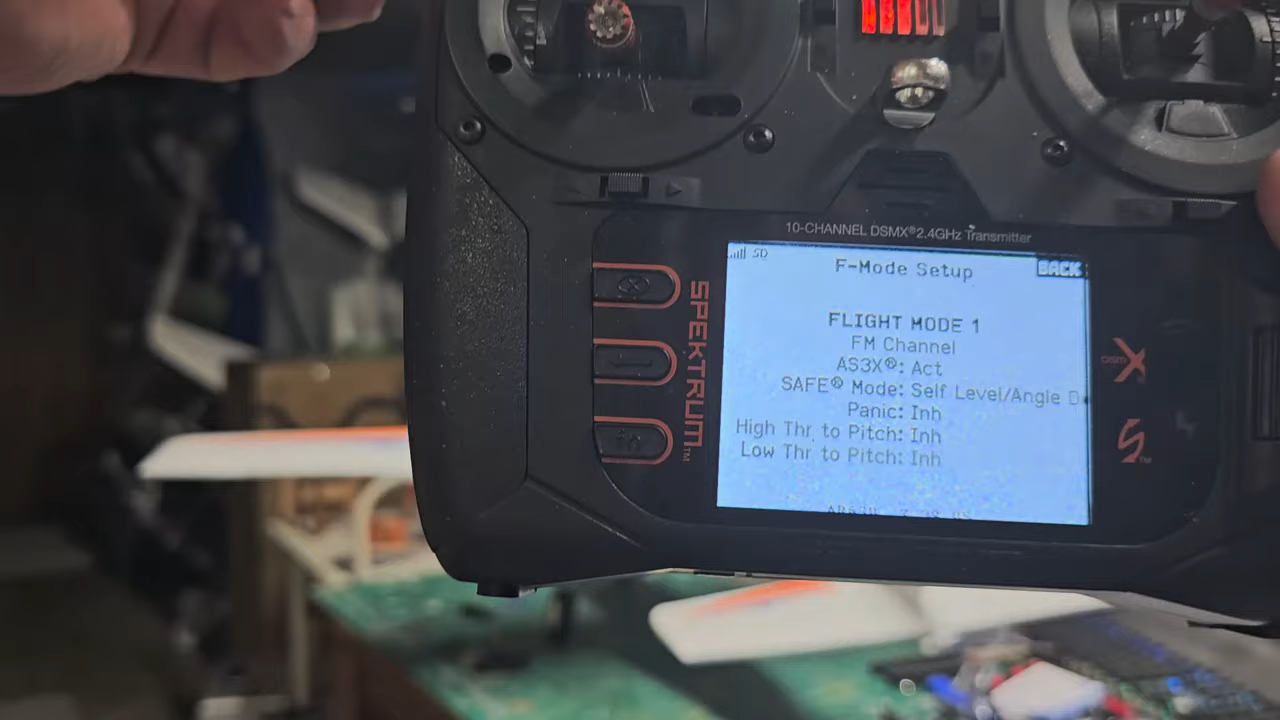 10-CHANNEL DSMX® 2.4GHz Transmitter
SD
F-Mode Setup
BACK
FLIGHT MODE 1
FM Channel
AS3X®: Act
SAFE® Mode: Self Level/Angle D
Panic: Inh
High Thr to Pitch: Inh
Low Thr to Pitch: Inh
SPEKTRUM™